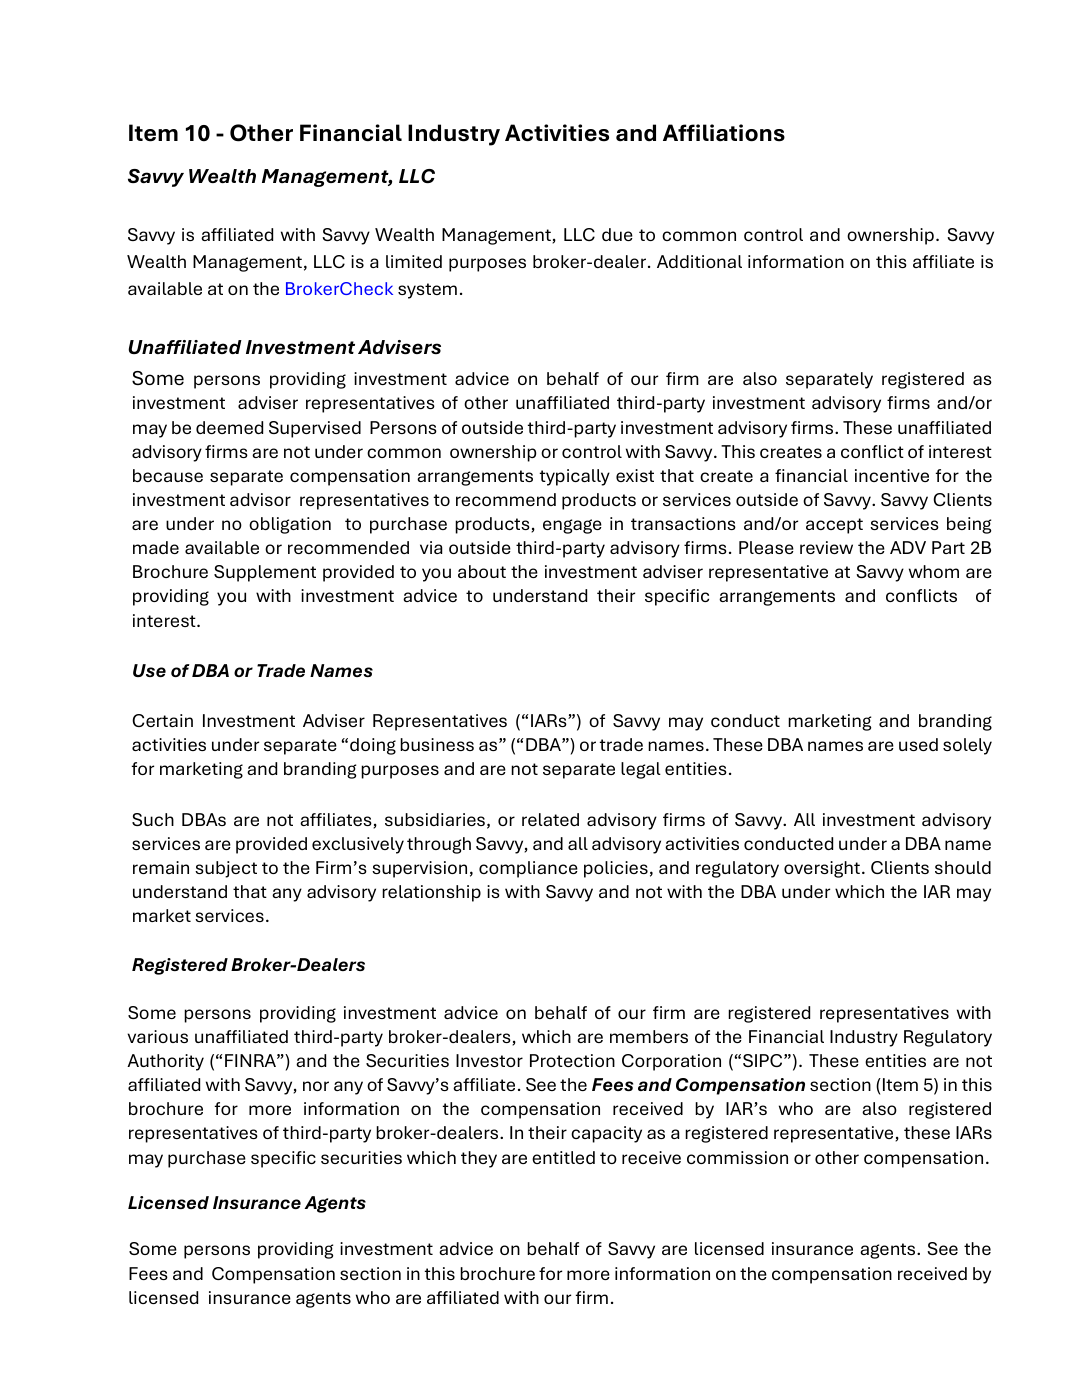 Item 10 - Other Financial Industry Activities and Affiliations
Savvy Wealth Management, LLC
Savvy is affiliated with Savvy Wealth Management, LLC due to common control and ownership. Savvy
Wealth Management, LLC is a limited purposes broker-dealer. Additional information on this affiliate is
available at on the BrokerCheck system.
Unaffiliated Investment Advisers
Some persons providing investment advice on behalf of our firm are also separately registered as
investment adviser representatives of other unaffiliated third-party investment advisory firms and/or
may be deemed Supervised Persons of outside third-party investment advisory firms. These unaffiliated
advisory firms are not under common ownership or control with Savvy. This creates a conflict of interest
because separate compensation arrangements typically exist that create a financial incentive for the
investment advisor representatives to recommend products or services outside of Savvy. Savvy Clients
are under no obligation to purchase products, engage in transactions and/or accept services being
made available or recommended via outside third-party advisory firms. Please review the ADV Part 2B
Brochure Supplement provided to you about the investment adviser representative at Savvy whom are
providing you with investment advice to understand their specific arrangements and conflicts of
interest.
Use of DBA or Trade Names
Certain Investment Adviser Representatives (“IARs”) of Savvy may conduct marketing and branding
activities under separate “doing business as” (“DBA”) or trade names. These DBA names are used solely
for marketing and branding purposes and are not separate legal entities.
Such DBAs are not affiliates, subsidiaries, or related advisory firms of Savvy. All investment advisory
services are provided exclusively through Savvy, and all advisory activities conducted under a DBA name
remain subject to the Firm’s supervision, compliance policies, and regulatory oversight. Clients should
understand that any advisory relationship is with Savvy and not with the DBA under which the IAR may
market services.
Registered Broker-Dealers
Some persons providing investment advice on behalf of our firm are registered representatives with
various unaffiliated third-party broker-dealers, which are members of the Financial Industry Regulatory
Authority (“FINRA”) and the Securities Investor Protection Corporation (“SIPC”). These entities are not
affiliated with Savvy, nor any of Savvy’s affiliate. See the Fees and Compensation section (Item 5) in this
brochure for more information on the compensation received by IAR’s who are also registered
representatives of third-party broker-dealers. In their capacity as a registered representative, these IARs
may purchase specific securities which they are entitled to receive commission or other compensation.
Licensed Insurance Agents
Some persons providing investment advice on behalf of Savvy are licensed insurance agents. See the
Fees and Compensation section in this brochure for more information on the compensation received by
licensed insurance agents who are affiliated with our firm.